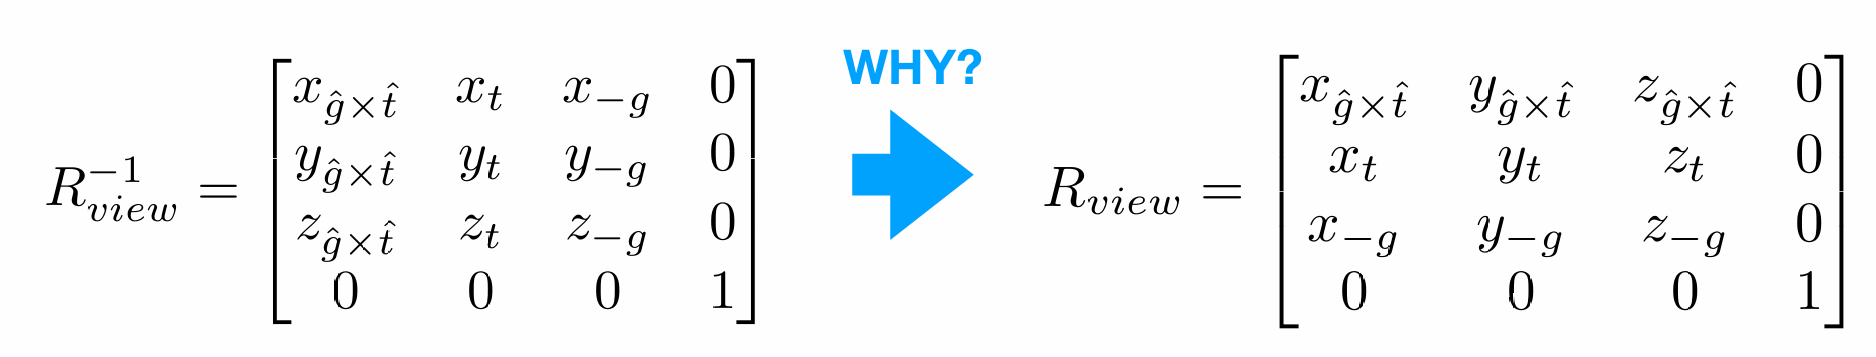 WHY?
R_{view}^{-1} = \begin{bmatrix} x_{\hat{g}\times\hat{t}} & x_t & x_{-g} & 0 \\ y_{\hat{g}\times\hat{t}} & y_t & y_{-g} & 0 \\ z_{\hat{g}\times\hat{t}} & z_t & z_{-g} & 0 \\ 0 & 0 & 0 & 1 \end{bmatrix}
R_{view} = \begin{bmatrix} x_{\hat{g}\times\hat{t}} & y_{\hat{g}\times\hat{t}} & z_{\hat{g}\times\hat{t}} & 0 \\ x_t & y_t & z_t & 0 \\ x_{-g} & y_{-g} & z_{-g} & 0 \\ 0 & 0 & 0 & 1 \end{bmatrix}